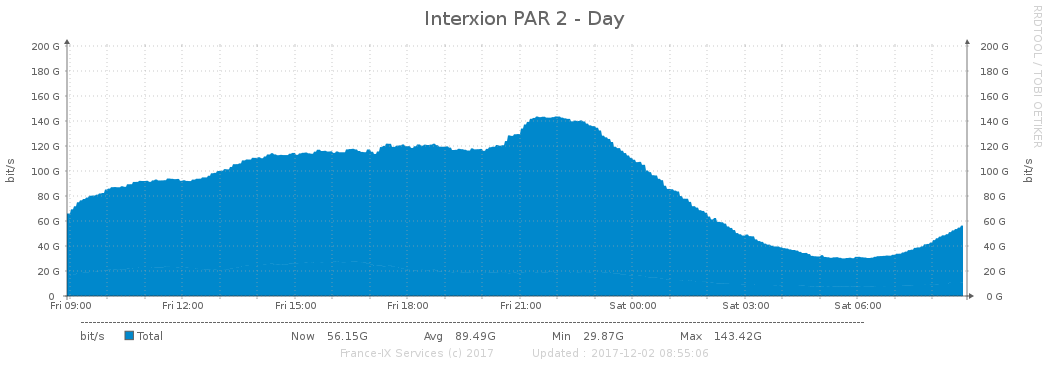 Interxion PAR 2 - Day
RRDTOOL / TOBI OETIKER
200 G 200 G
180 G 180 G
160 G 160 G
140 G 140 G
120 G 120 G
100 G 100 G
80 G 80 G
60 G 60 G
40 G 40 G
20 G 20 G
0 0 G
bit/s bit/s
Fri 09:00 Fri 12:00 Fri 15:00 Fri 18:00 Fri 21:00 Sat 00:00 Sat 03:00 Sat 06:00
bit/s Total Now 56.15G Avg 89.49G Min 29.87G Max 143.42G
France-IX Services (c) 2017 Updated : 2017-12-02 08:55:06